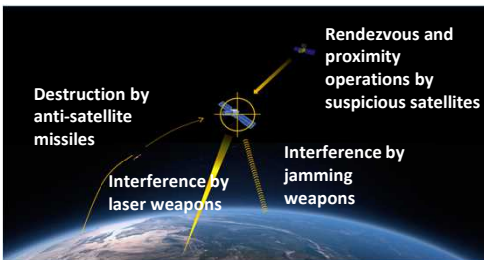 Rendezvous and
proximity
operations by
suspicious satellites
Destruction by
anti-satellite
missiles
Interference by
laser weapons
Interference by
jamming
weapons